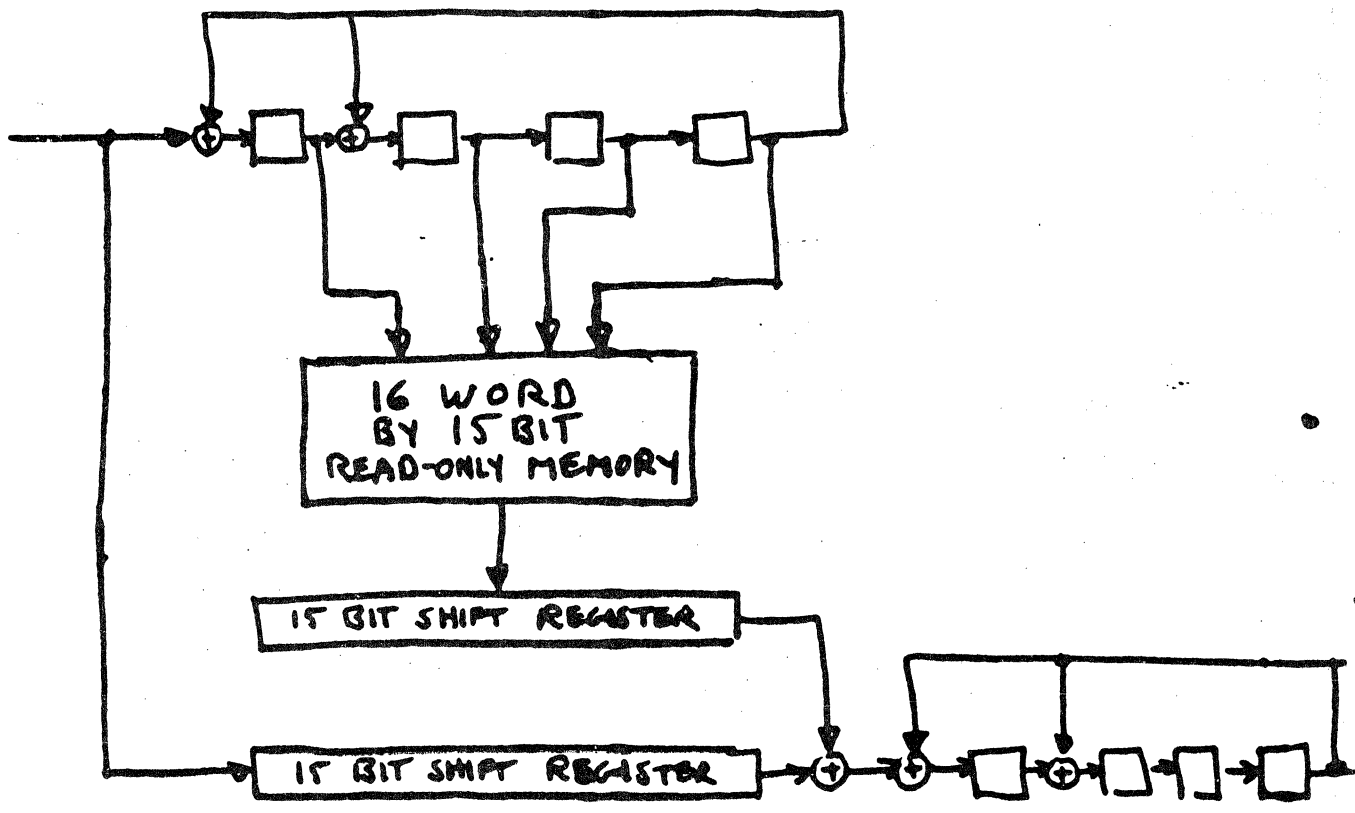 16 WORD
BY 15 BIT
READ-ONLY MEMORY
15 BIT SHIFT REGISTER
15 BIT SHIFT REGISTER